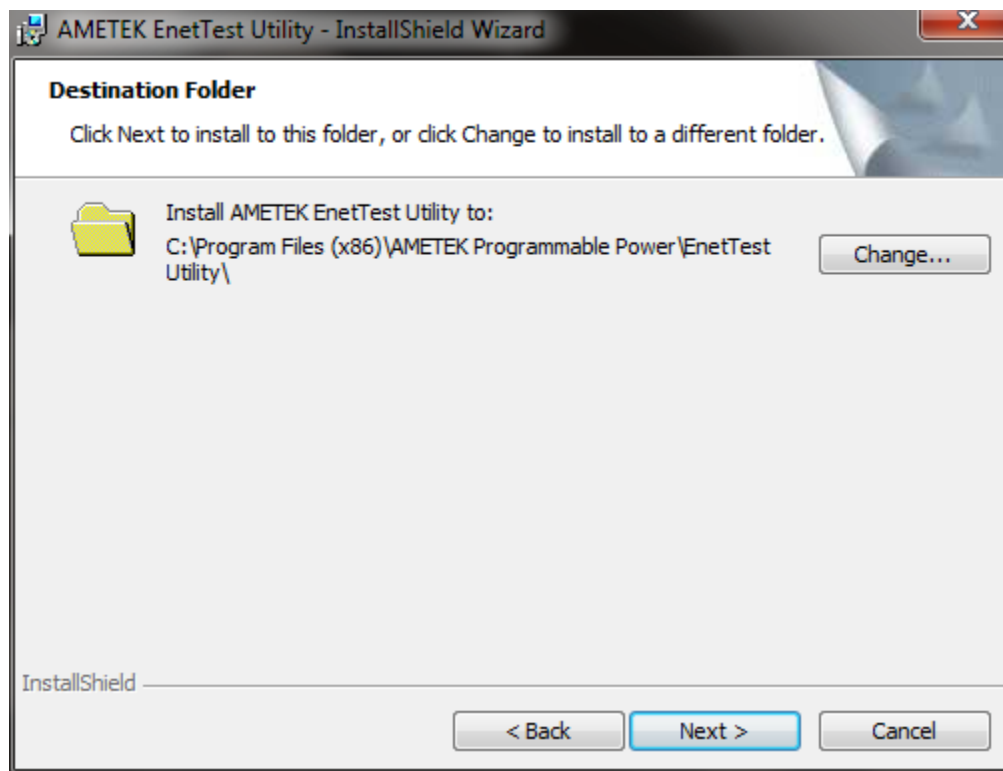 AMETEK EnetTest Utility - InstallShield Wizard
Destination Folder
Click Next to install to this folder, or click Change to install to a different folder.
Install AMETEK EnetTest Utility to:
C:\Program Files (x86)\AMETEK Programmable Power\EnetTest
Utility\
Change...
InstallShield
< Back
Next >
Cancel